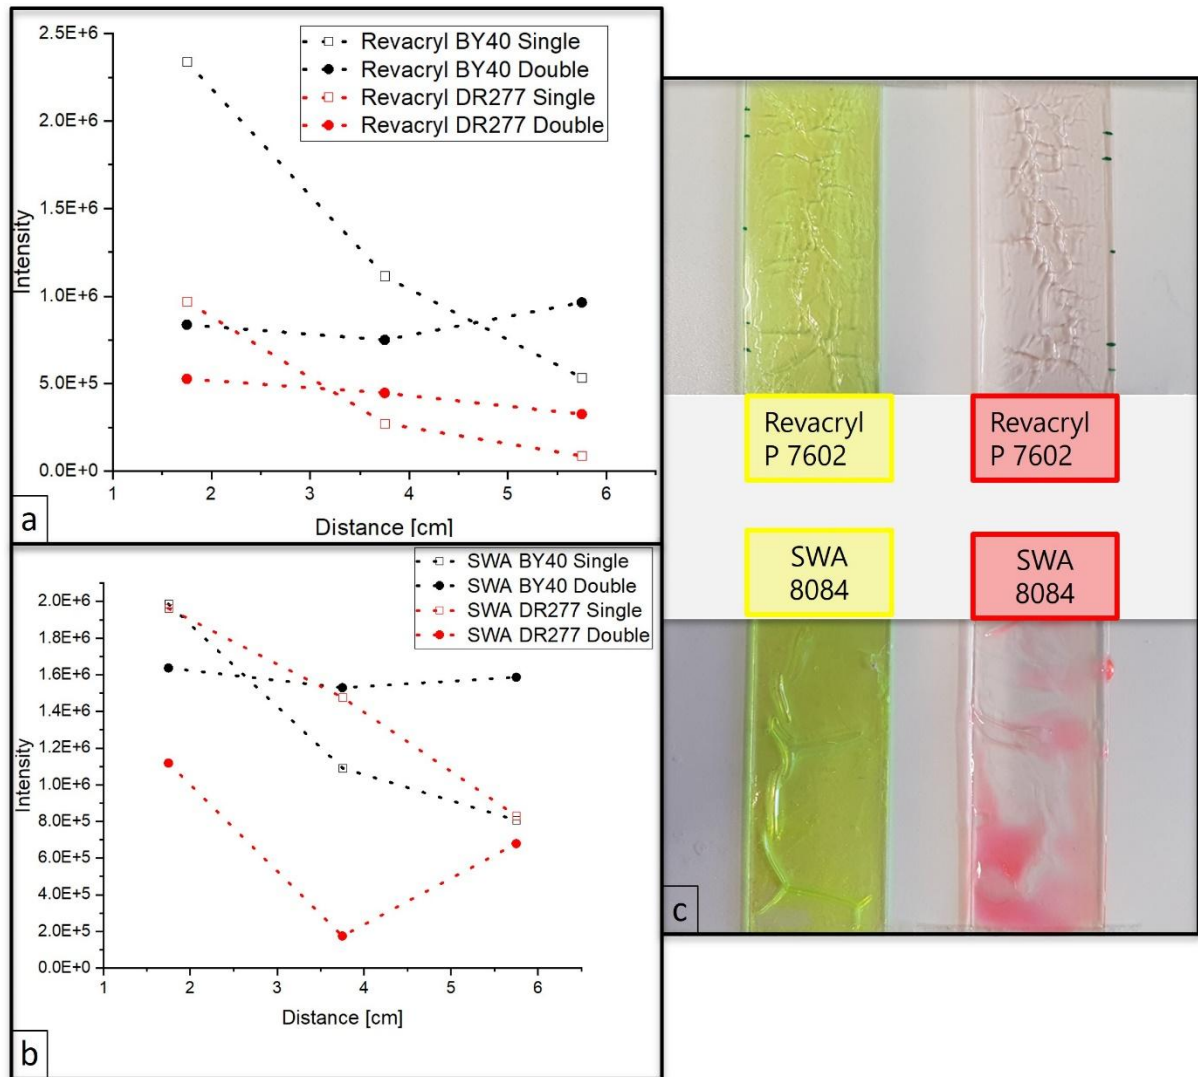 2.5E+6
2.0E+6
1.5E+6
1.0E+6
5.0E+5
0.0E+0
Intensity
1 2 3 4 5 6
Distance [cm]
Revacryl BY40 Single
Revacryl BY40 Double
Revacryl DR277 Single
Revacryl DR277 Double
a
SWA BY40 Single
SWA BY40 Double
SWA DR277 Single
SWA DR277 Double
2.0E+6
1.8E+6
1.6E+6
1.4E+6
1.2E+6
1.0E+6
8.0E+5
6.0E+5
4.0E+5
2.0E+5
0.0E+0
Intensity
1 2 3 4 5 6
Distance [cm]
b
Revacryl
P 7602
Revacryl
P 7602
SWA
8084
SWA
8084
c